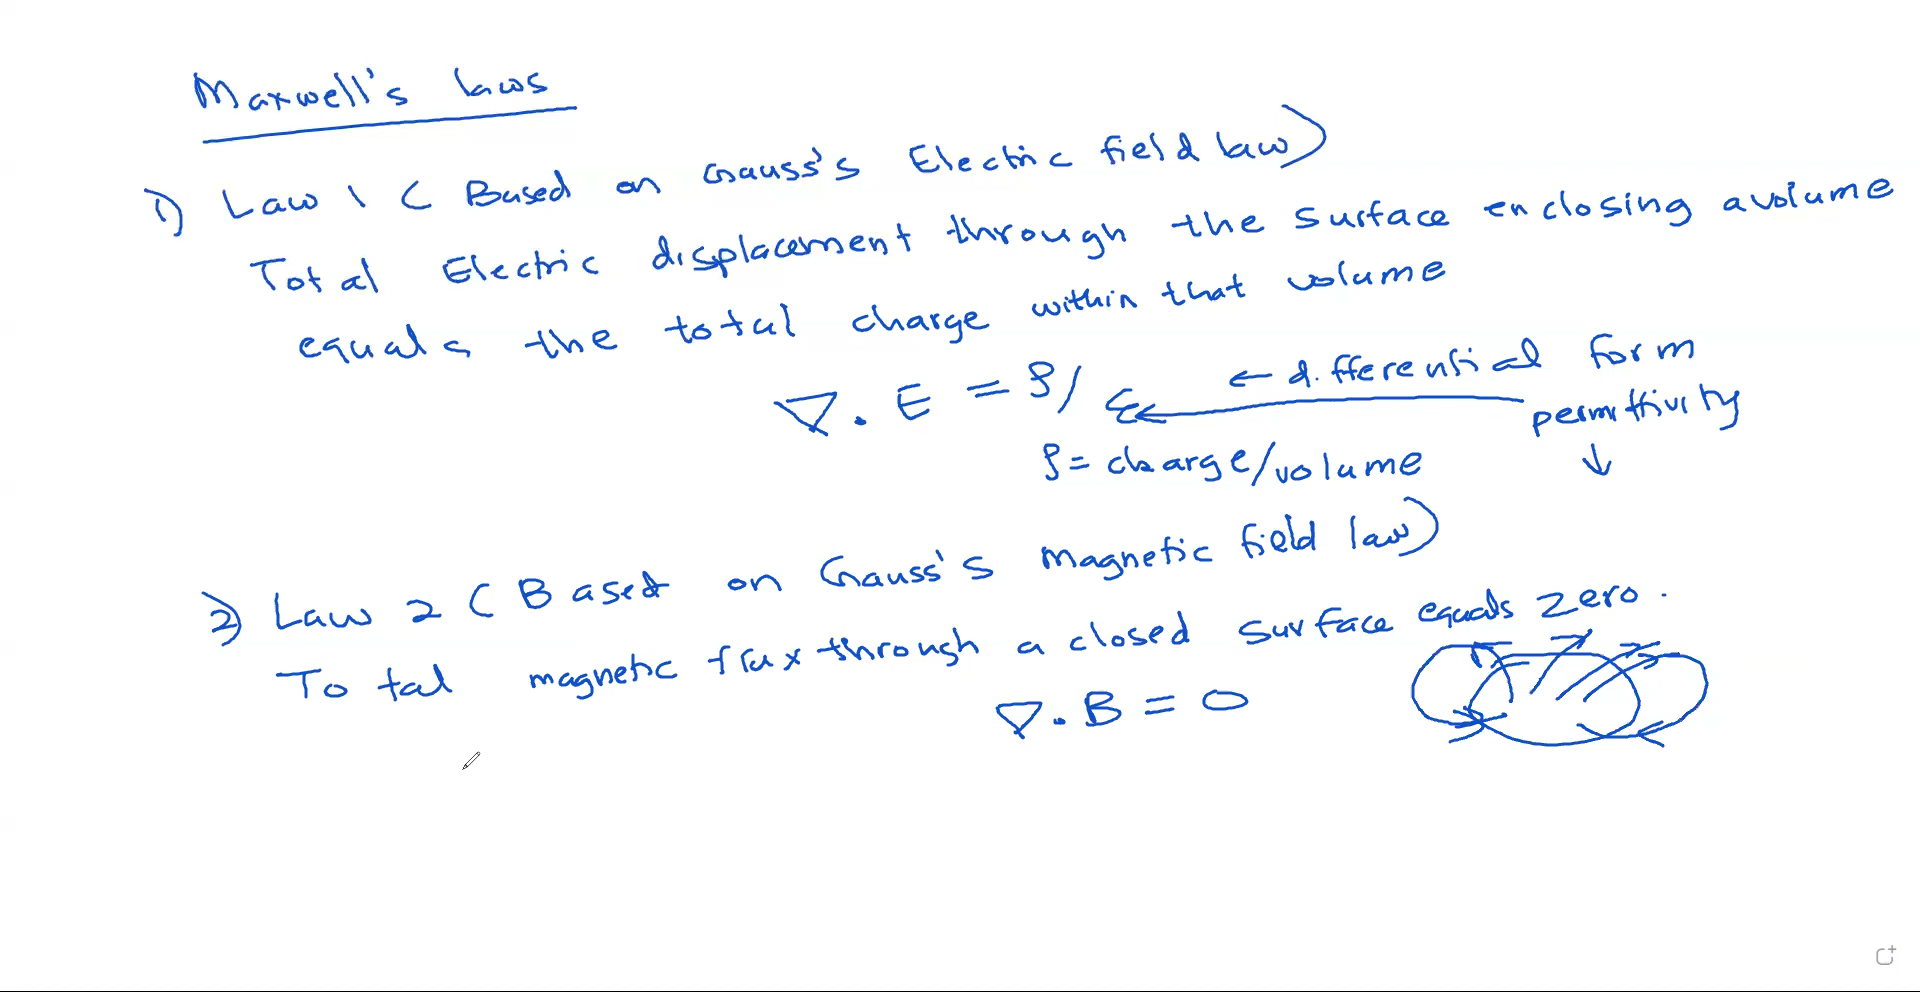 Maxwell's laws
1) Law 1 ( Based on Gauss's Electric field law)
Total Electric displacement through the surface enclosing a volume
equals the total charge within that volume
∇ . E = ρ/ε ← differential form
permittivity
↓
ρ = charge/volume
2) Law 2 ( Based on Gauss's magnetic field law)
Total magnetic flux through a closed surface equals zero.
∇ . B = 0